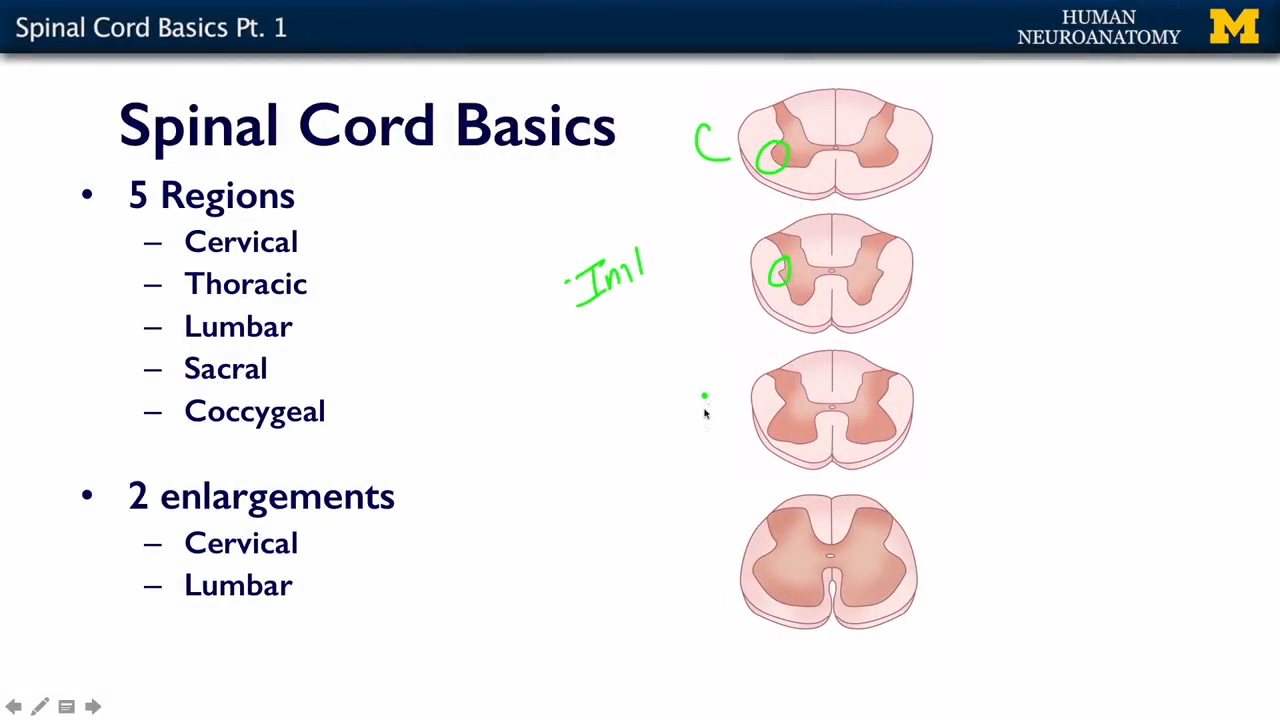 Spinal Cord Basics Pt. 1
HUMAN
NEUROANATOMY
M
Spinal Cord Basics
• 5 Regions
– Cervical
– Thoracic
– Lumbar
– Sacral
– Coccygeal
• 2 enlargements
– Cervical
– Lumbar
C
Iml